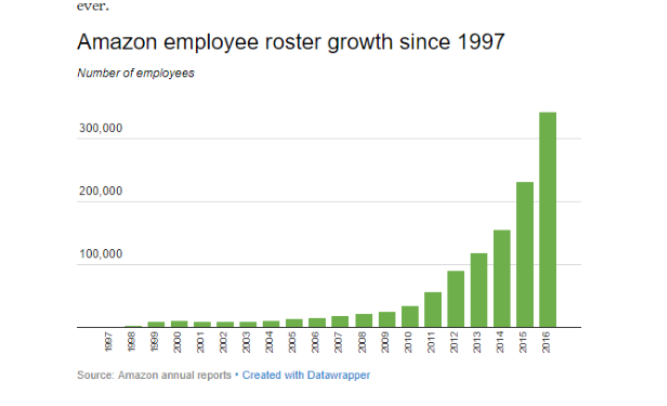 ever.
Amazon employee roster growth since 1997
Number of employees
300,000
200,000
100,000
1997 1998 1999 2000 2001 2002 2003 2004 2005 2006 2007 2008 2009 2010 2011 2012 2013 2014 2015 2016
Source: Amazon annual reports • Created with Datawrapper